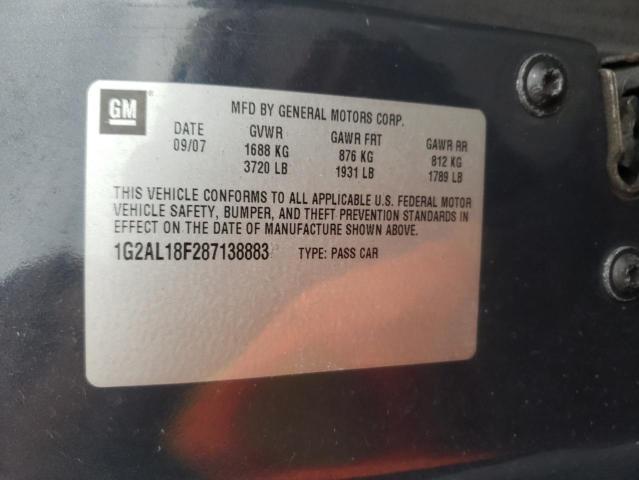 GM ®
MFD BY GENERAL MOTORS CORP.
DATE GVWR GAWR FRT GAWR RR
09/07 1688 KG 876 KG 812 KG
3720 LB 1931 LB 1789 LB
THIS VEHICLE CONFORMS TO ALL APPLICABLE U.S. FEDERAL MOTOR
VEHICLE SAFETY, BUMPER, AND THEFT PREVENTION STANDARDS IN
EFFECT ON THE DATE OF MANUFACTURE SHOWN ABOVE.
1G2AL18F287138883 TYPE: PASS CAR